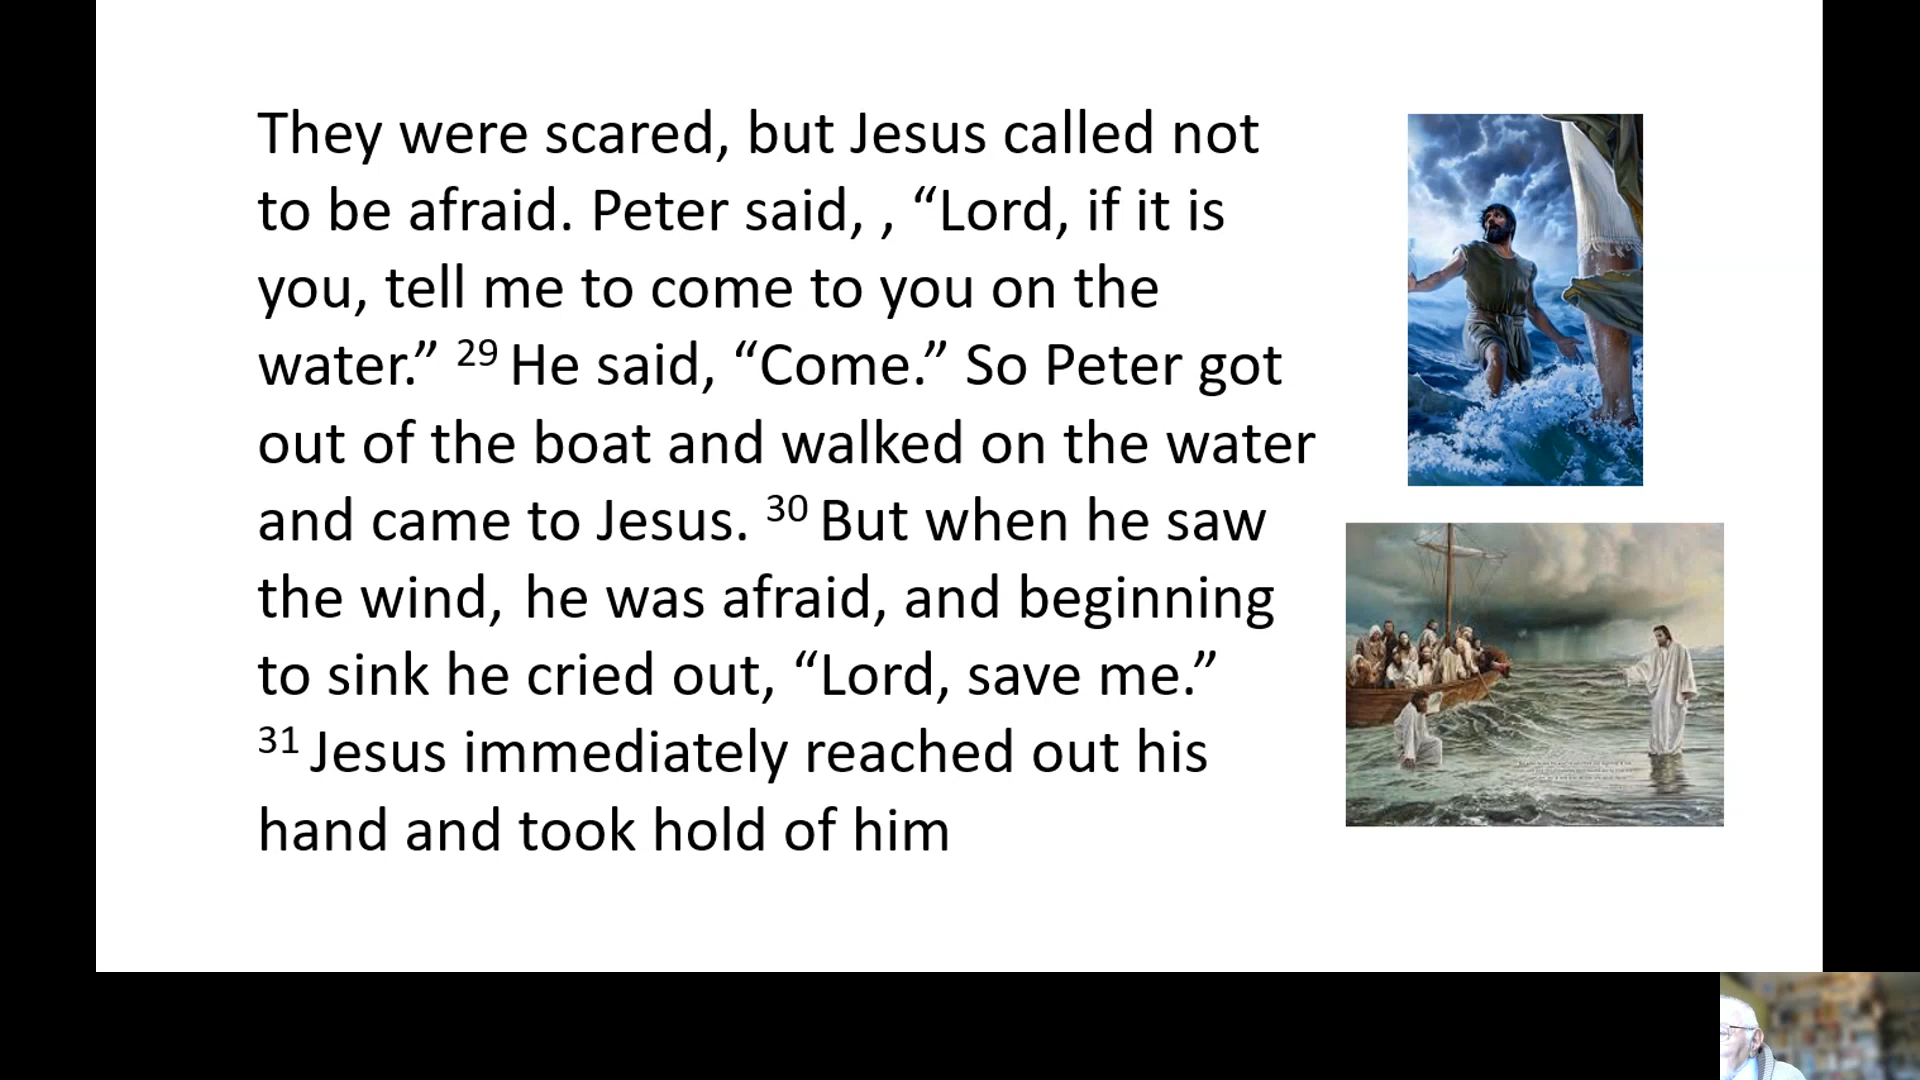 They were scared, but Jesus called not
to be afraid. Peter said, , “Lord, if it is
you, tell me to come to you on the
water.” 29 He said, “Come.” So Peter got
out of the boat and walked on the water
and came to Jesus. 30 But when he saw
the wind, he was afraid, and beginning
to sink he cried out, “Lord, save me.”
31 Jesus immediately reached out his
hand and took hold of him